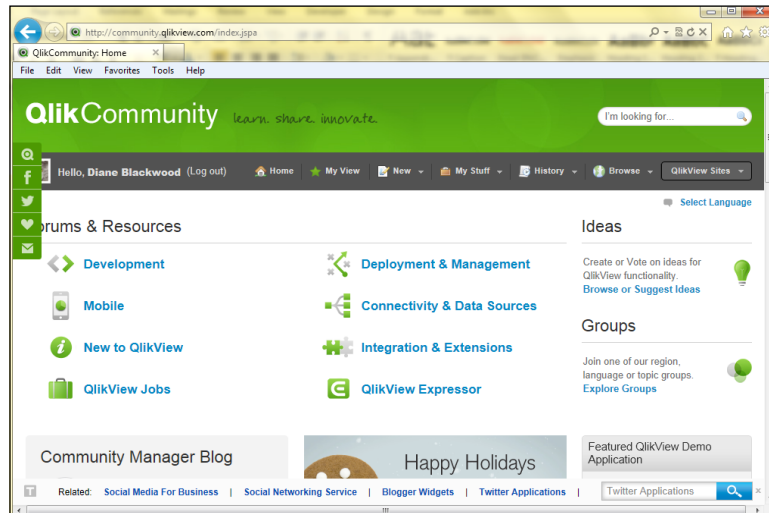 http://community.qlikview.com/index.jspa
QlikCommunity: Home
File Edit View Favorites Tools Help
QlikCommunity learn. share. innovate.
I'm looking for...
Hello, Diane Blackwood (Log out) Home My View New My Stuff History Browse QlikView Sites
Select Language
orums & Resources
Development
Deployment & Management
Mobile
Connectivity & Data Sources
New to QlikView
Integration & Extensions
QlikView Jobs
QlikView Expressor
Ideas
Create or Vote on ideas for
QlikView functionality.
Browse or Suggest Ideas
Groups
Join one of our region,
language or topic groups.
Explore Groups
Community Manager Blog
Happy Holidays
Featured QlikView Demo
Application
Related: Social Media For Business | Social Networking Service | Blogger Widgets | Twitter Applications |
Twitter Applications